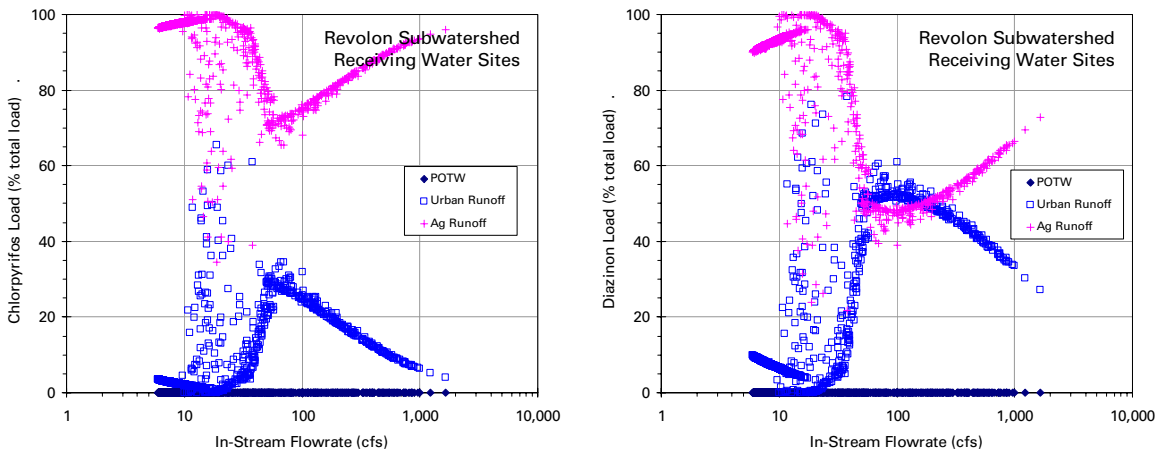 Revolon Subwatershed
Receiving Water Sites
Chlorpyrifos Load (% total load) .
100
80
60
40
20
0
POTW
Urban Runoff
Ag Runoff
1
10
100
1,000
10,000
In-Stream Flowrate (cfs)
Revolon Subwatershed
Receiving Water Sites
Diazinon Load (% total load) .
100
80
60
40
20
0
POTW
Urban Runoff
Ag Runoff
1
10
100
1,000
10,000
In-Stream Flowrate (cfs)